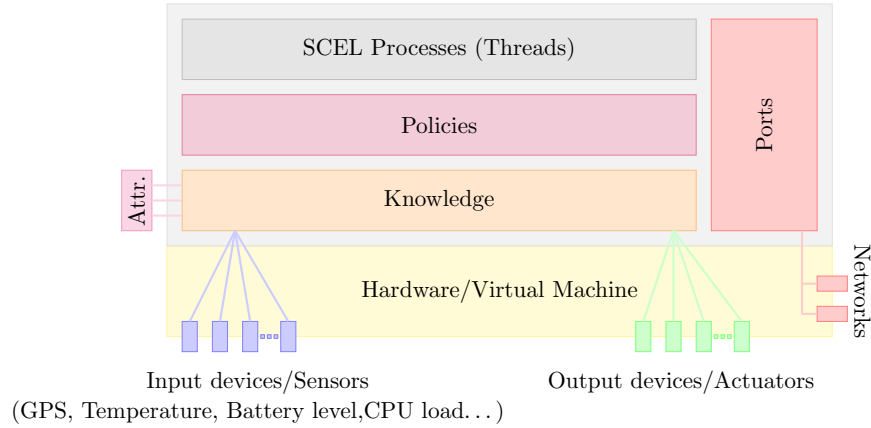 SCEL Processes (Threads)
Policies
Ports
Attr.
Knowledge
Hardware/Virtual Machine
Networks
Input devices/Sensors
(GPS, Temperature, Battery level,CPU load...)
Output devices/Actuators